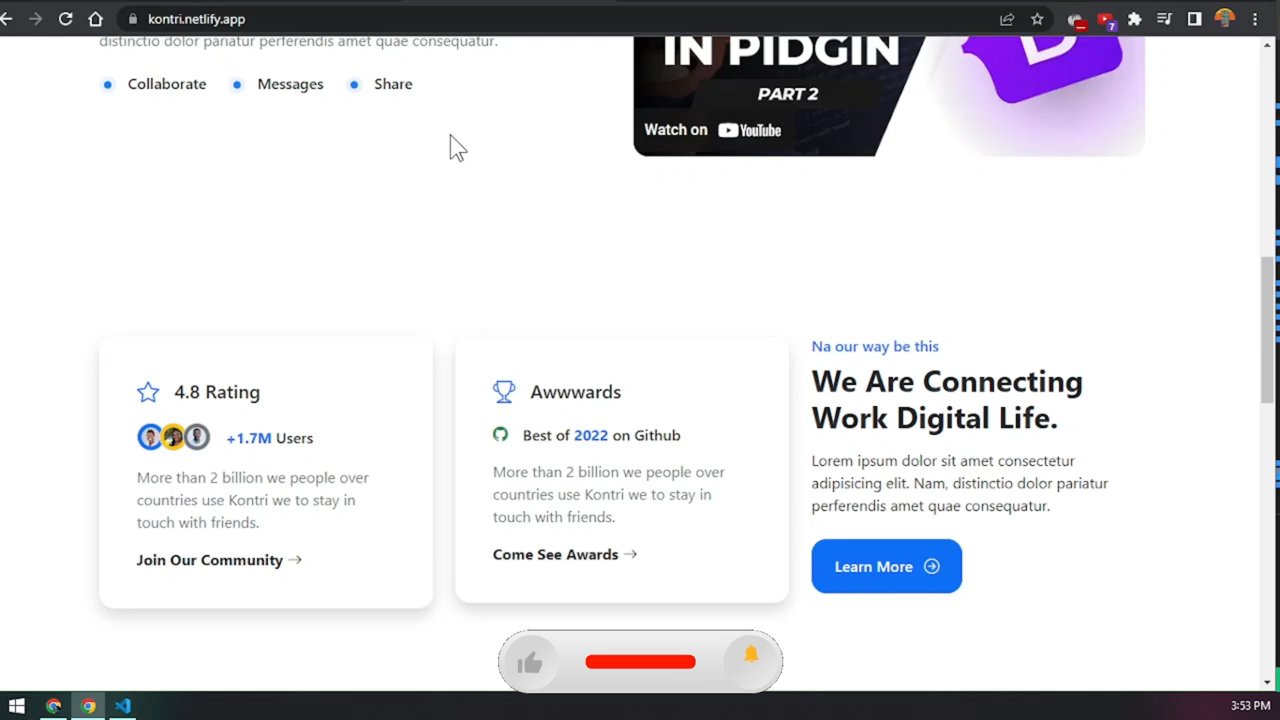 kontri.netlify.app
7
distinctio dolor pariatur perferendis amet quae consequatur.
Collaborate
Messages
Share
IN PIDGIN
PART 2
Watch on YouTube
4.8 Rating
+1.7M Users
More than 2 billion we people over
countries use Kontri we to stay in
touch with friends.
Join Our Community
Awwwards
Best of 2022 on Github
More than 2 billion we people over
countries use Kontri we to stay in
touch with friends.
Come See Awards
Na our way be this
We Are Connecting
Work Digital Life.
Lorem ipsum dolor sit amet consectetur
adipisicing elit. Nam, distinctio dolor pariatur
perferendis amet quae consequatur.
Learn More
3:53 PM